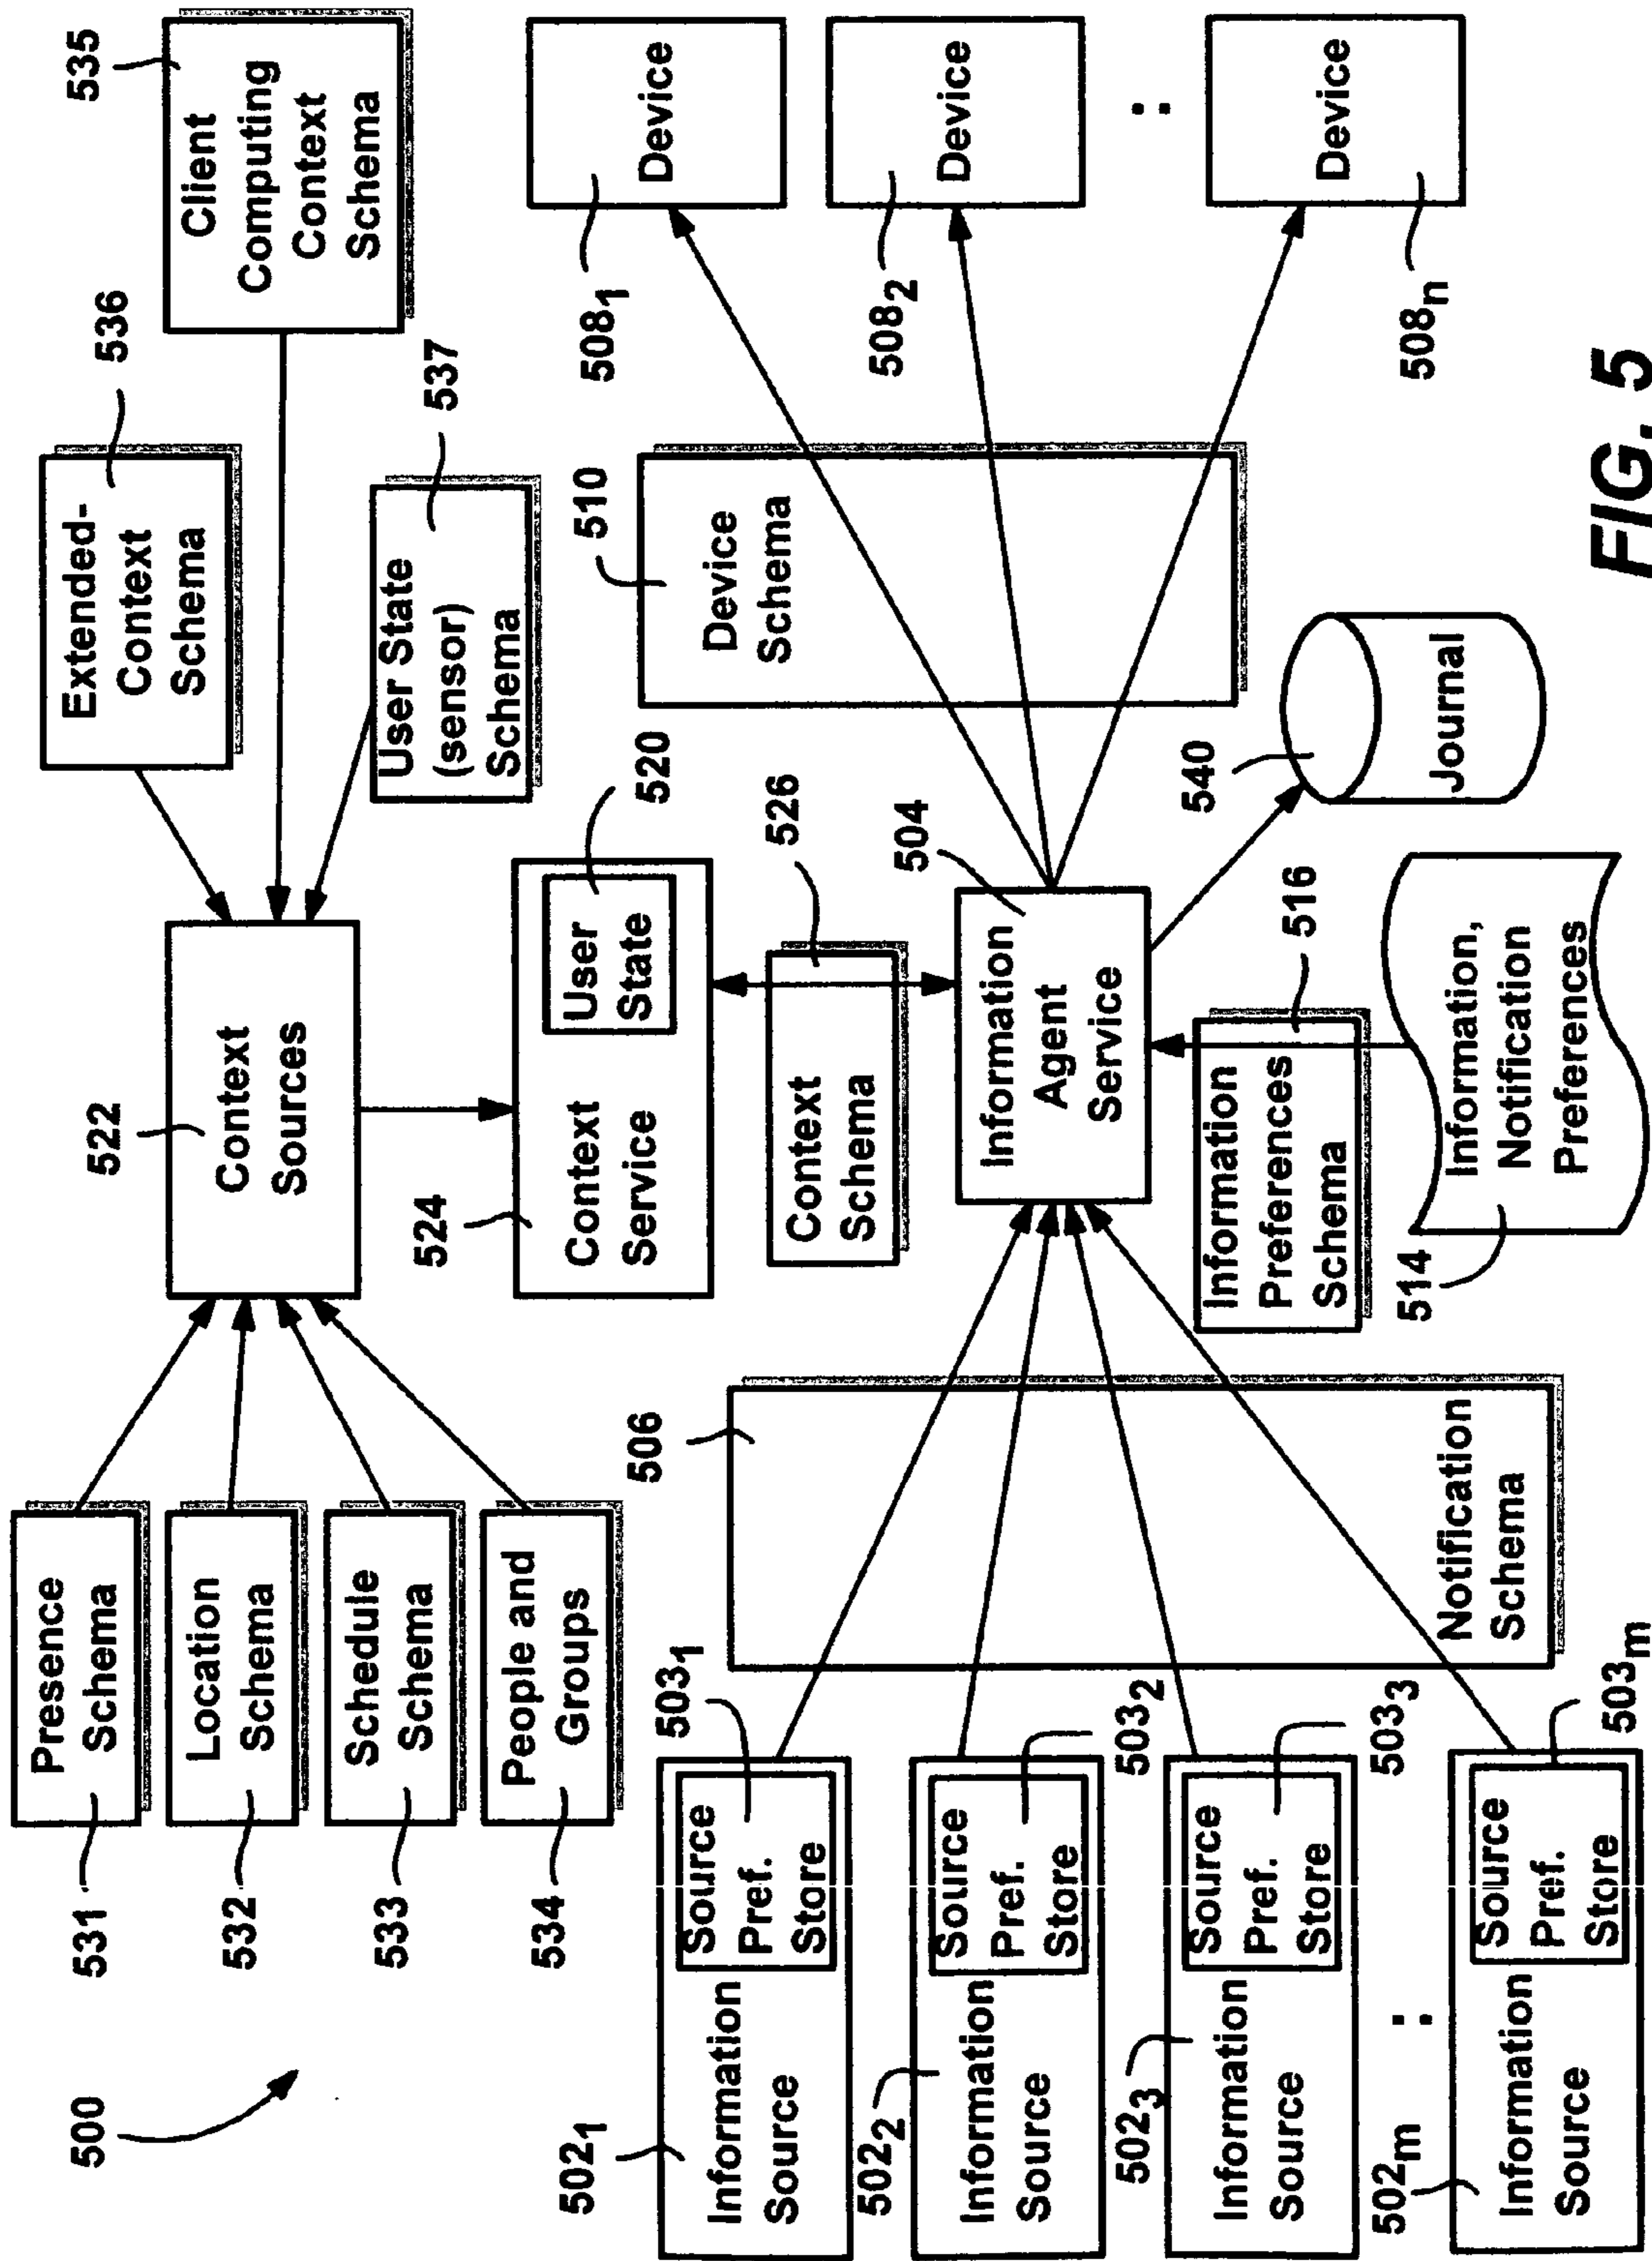 500
531
Presence
Schema
532
Location
Schema
533
Schedule
Schema
534
People and
Groups
522
Context
Sources
Extended-
Context
Schema
536
Client
Computing
Context
Schema
535
User State
(sensor)
Schema
537
524
Context
Service
User
State
520
Context
Schema
526
502₁
Information
Source
Source
Pref.
Store
503₁
502₂
Information
Source
Source
Pref.
Store
503₂
502₃
Information
Source
Source
Pref.
Store
503₃
:
502ₘ
Information
Source
Source
Pref.
Store
503ₘ
506
Notification
Schema
504
Information
Agent
Service
Information
Preferences
Schema
516
514
Information,
Notification
Preferences
540
Journal
510
Device
Schema
508₁
Device
508₂
Device
:
508ₙ
Device
FIG. 5